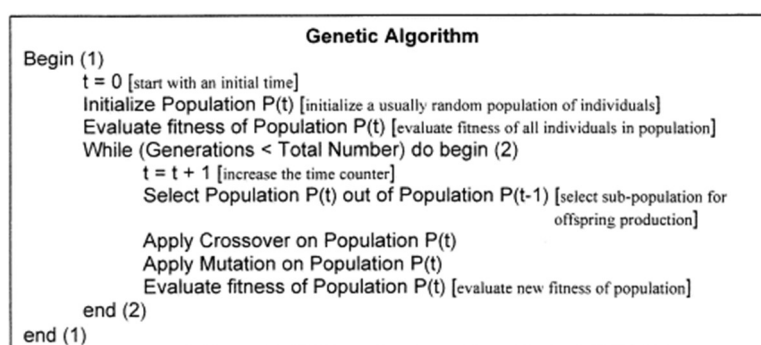 Genetic Algorithm
Begin (1)
t = 0 [start with an initial time]
Initialize Population P(t) [initialize a usually random population of individuals]
Evaluate fitness of Population P(t) [evaluate fitness of all individuals in population]
While (Generations < Total Number) do begin (2)
t = t + 1 [increase the time counter]
Select Population P(t) out of Population P(t-1) [select sub-population for
offspring production]
Apply Crossover on Population P(t)
Apply Mutation on Population P(t)
Evaluate fitness of Population P(t) [evaluate new fitness of population]
end (2)
end (1)